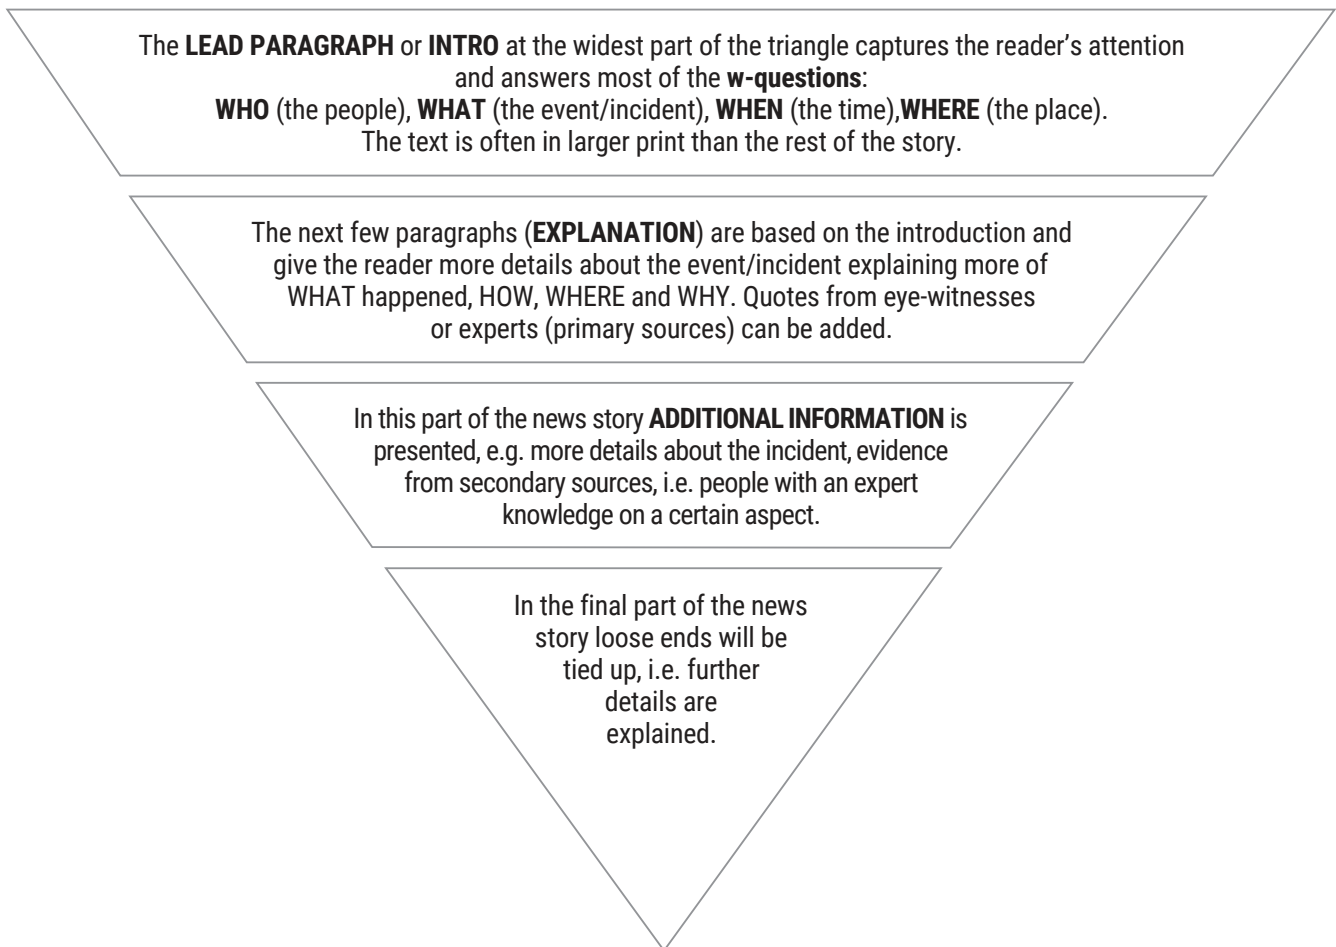 The LEAD PARAGRAPH or INTRO at the widest part of the triangle captures the reader's attention
and answers most of the w-questions:
WHO (the people), WHAT (the event/incident), WHEN (the time),WHERE (the place).
The text is often in larger print than the rest of the story.
The next few paragraphs (EXPLANATION) are based on the introduction and
give the reader more details about the event/incident explaining more of
WHAT happened, HOW, WHERE and WHY. Quotes from eye-witnesses
or experts (primary sources) can be added.
In this part of the news story ADDITIONAL INFORMATION is
presented, e.g. more details about the incident, evidence
from secondary sources, i.e. people with an expert
knowledge on a certain aspect.
In the final part of the news
story loose ends will be
tied up, i.e. further
details are
explained.